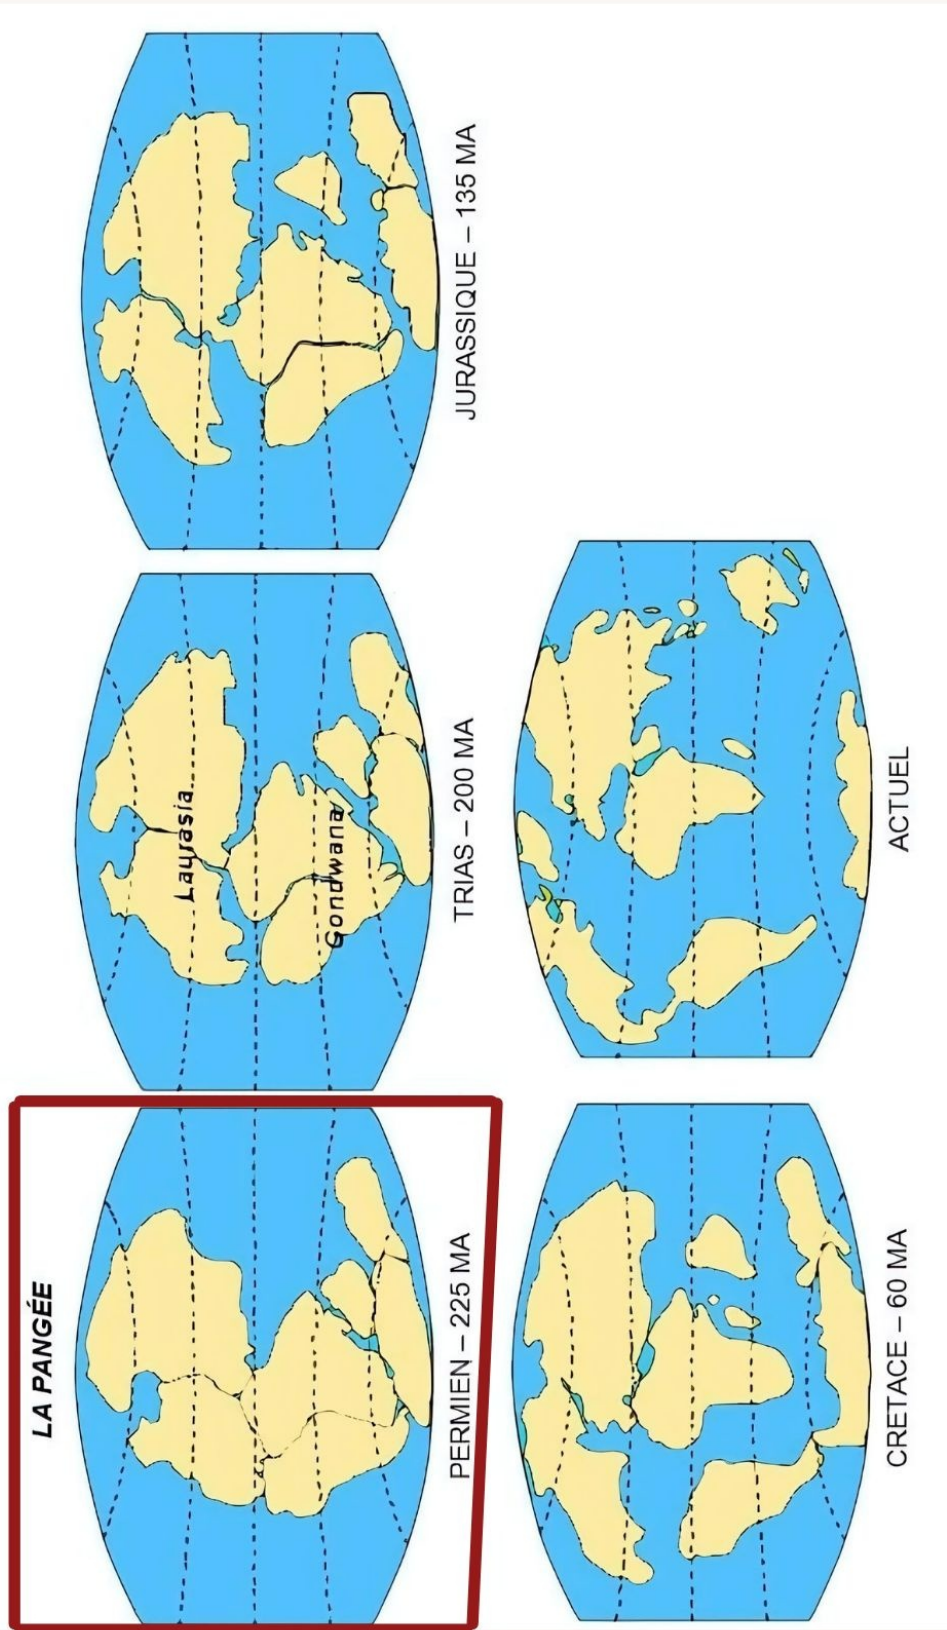 LA PANGÉE
PERMIEN – 225 MA
Laurasia
Gondwana
TRIAS – 200 MA
JURASSIQUE – 135 MA
CRETACE – 60 MA
ACTUEL